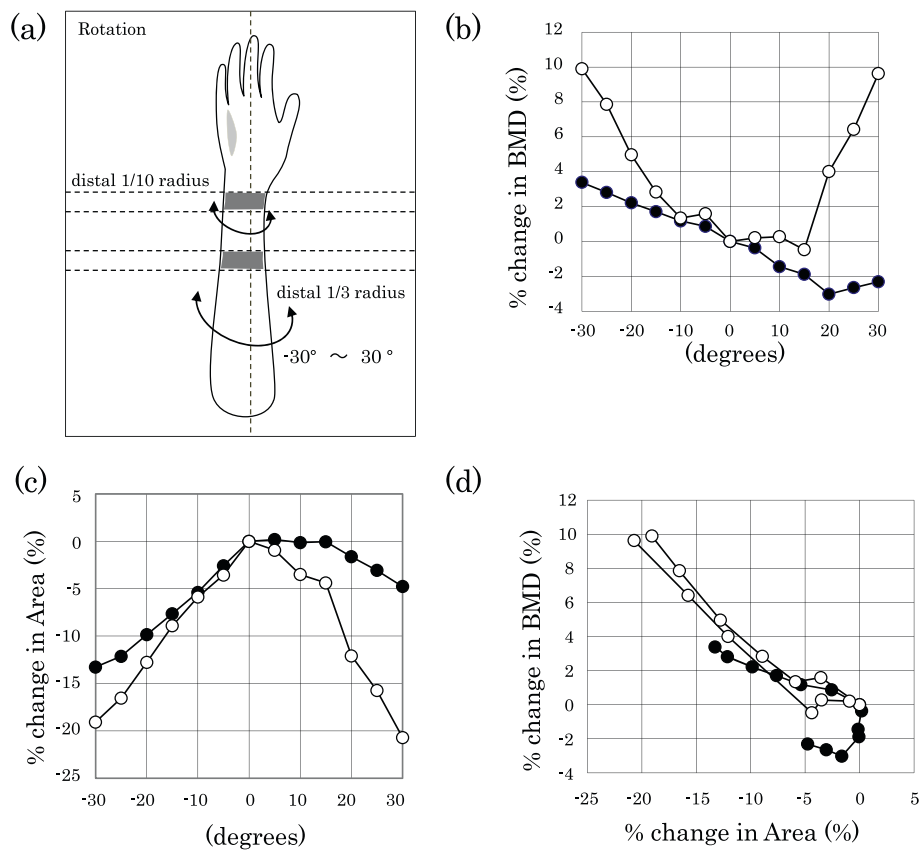 (a)
Rotation
distal 1/10 radius
distal 1/3 radius
-30° ～ 30 °
(b)
% change in BMD (%)
12
10
8
6
4
2
0
-2
-4
-30 -20 -10 0 10 20 30
(degrees)
(c)
% change in Area (%)
5
0
-5
-10
-15
-20
-25
-30 -20 -10 0 10 20 30
(degrees)
(d)
% change in BMD (%)
12
10
8
6
4
2
0
-2
-4
-25 -20 -15 -10 -5 0 5
% change in Area (%)